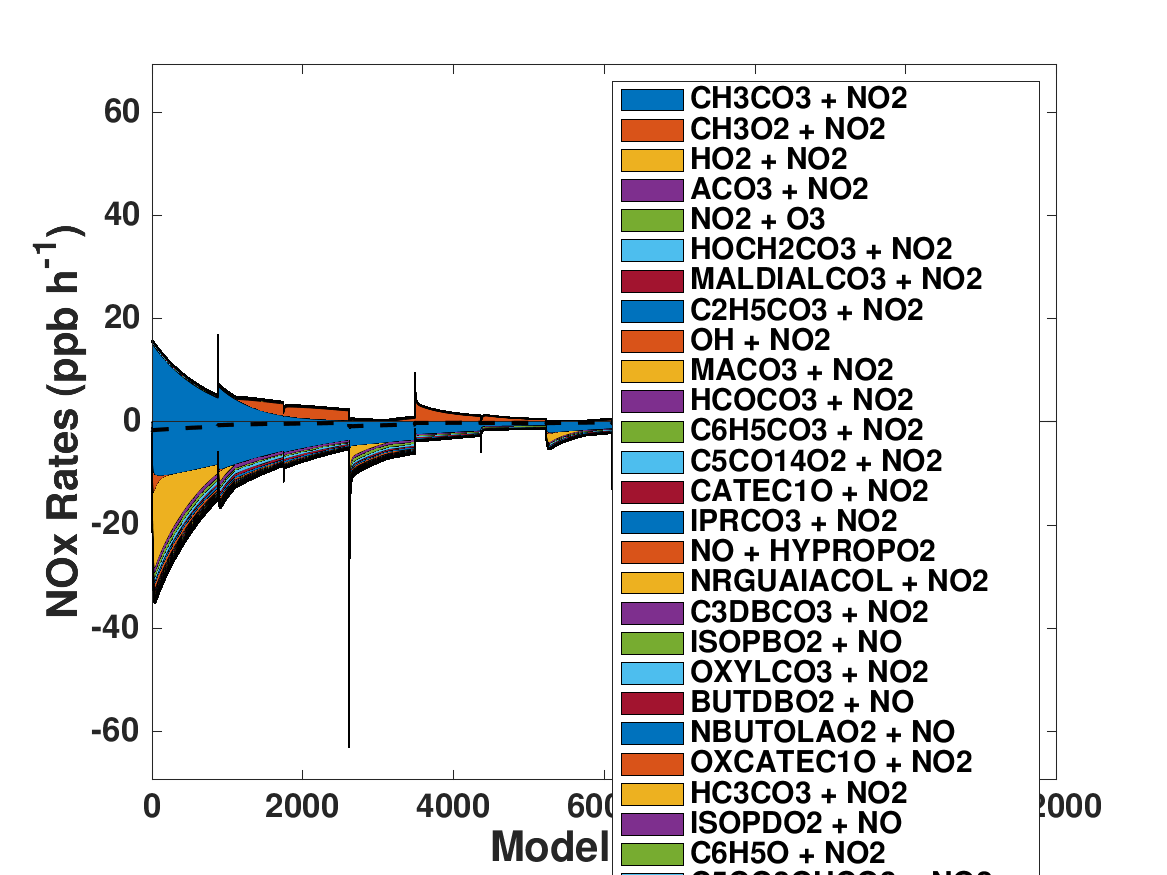 60
40
20
0
-20
-40
-60
NOx Rates (ppb h-1)
0
2000
4000
2000
Model
CH3CO3 + NO2
CH3O2 + NO2
HO2 + NO2
ACO3 + NO2
NO2 + O3
HOCH2CO3 + NO2
MALDIALCO3 + NO2
C2H5CO3 + NO2
OH + NO2
MACO3 + NO2
HCOCO3 + NO2
C6H5CO3 + NO2
C5CO14O2 + NO2
CATEC1O + NO2
IPRCO3 + NO2
NO + HYPROPO2
NRGUAIACOL + NO2
C3DBCO3 + NO2
ISOPBO2 + NO
OXYLCO3 + NO2
BUTDBO2 + NO
NBUTOLAO2 + NO
OXCATEC1O + NO2
HC3CO3 + NO2
ISOPDO2 + NO
C6H5O + NO2